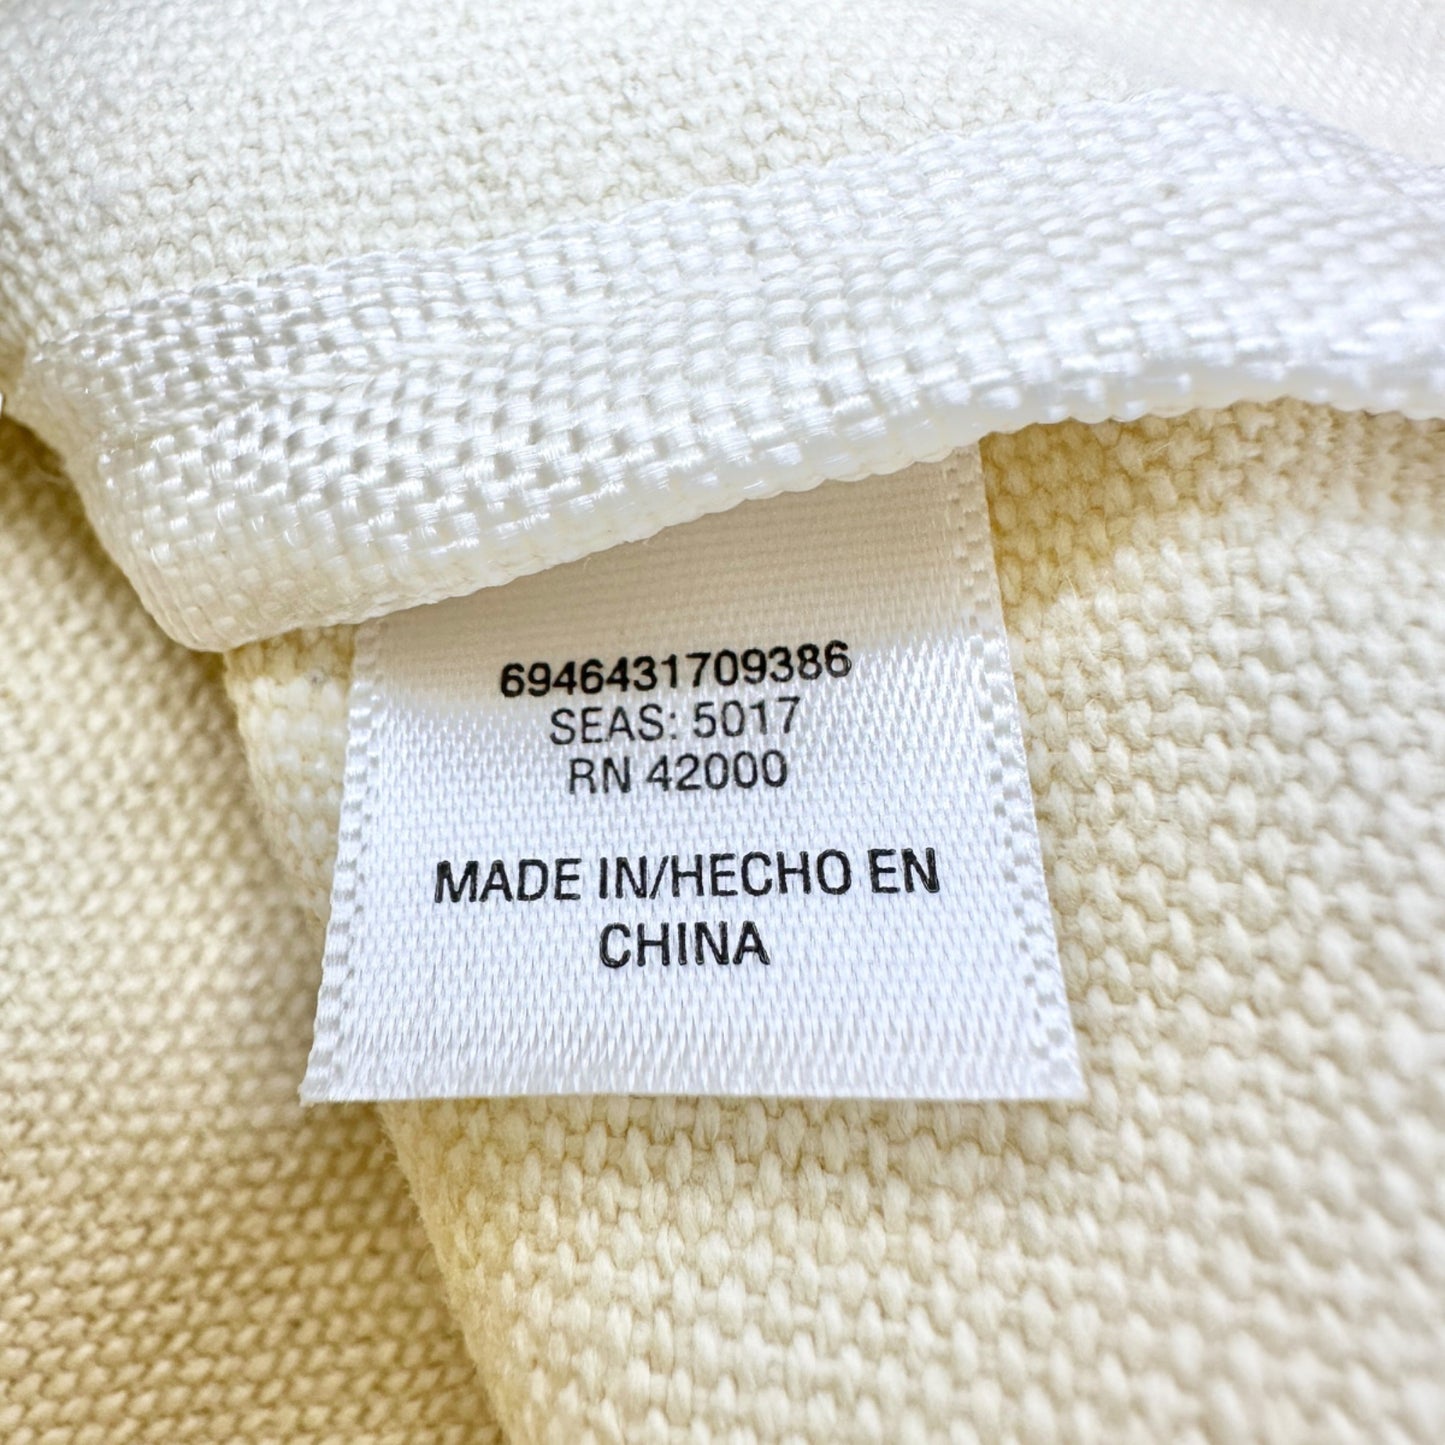 6946431709386
SEAS: 5017
RN 42000
MADE IN/HECHO EN
CHINA